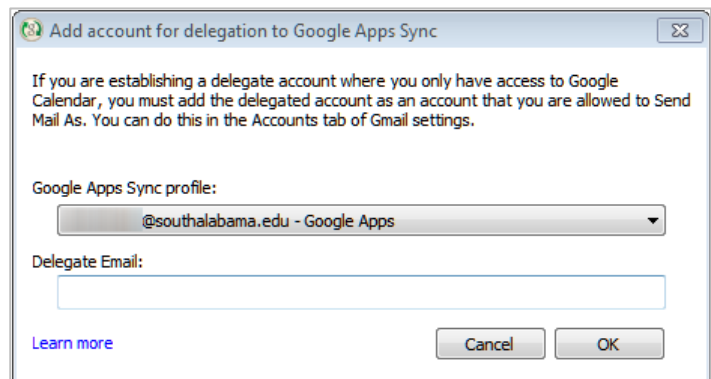 Add account for delegation to Google Apps Sync
If you are establishing a delegate account where you only have access to Google
Calendar, you must add the delegated account as an account that you are allowed to Send
Mail As. You can do this in the Accounts tab of Gmail settings.
Google Apps Sync profile:
@southalabama.edu - Google Apps
Delegate Email:
Learn more
Cancel
OK